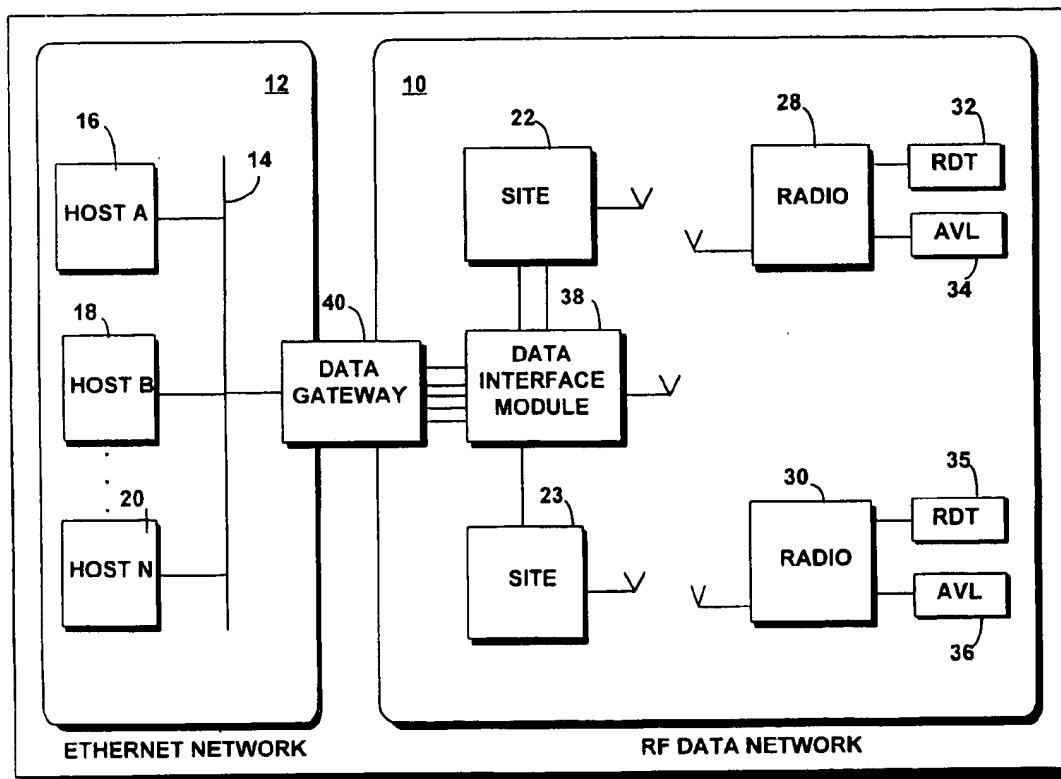 12
16
14
HOST A
18
HOST B
20
HOST N
ETHERNET NETWORK
40
DATA
GATEWAY
10
22
SITE
38
DATA
INTERFACE
MODULE
23
SITE
28
RADIO
32
RDT
AVL
34
30
RADIO
35
RDT
AVL
36
RF DATA NETWORK